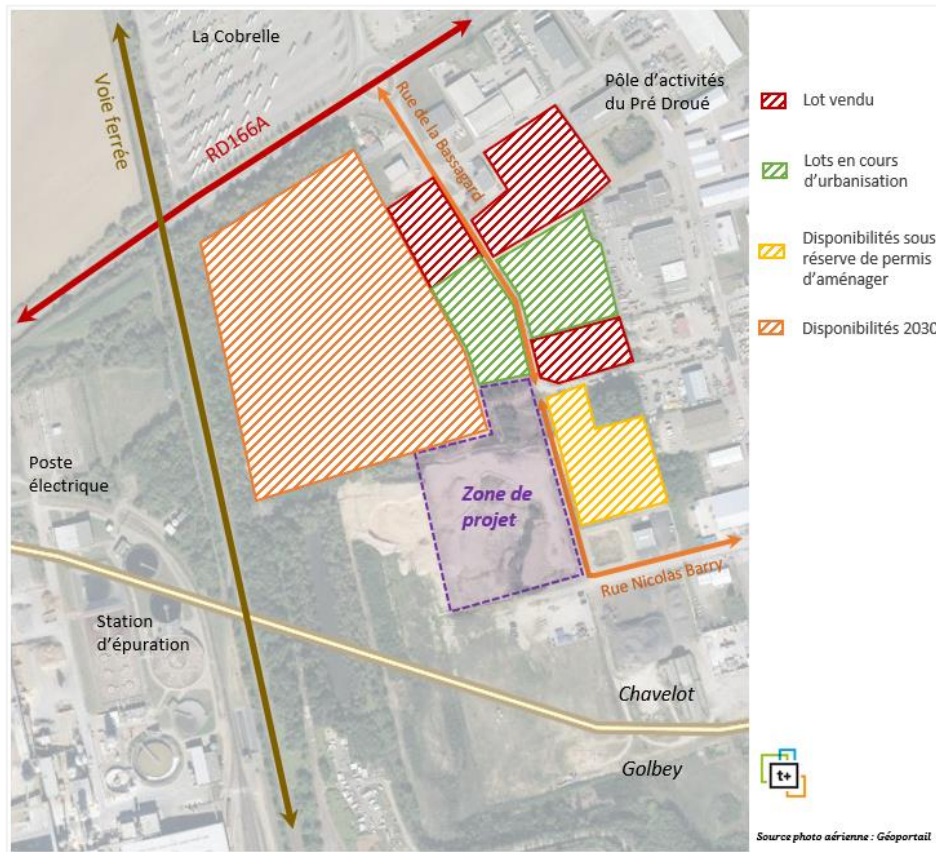 La Cobrelle
Voie ferrée
RD166A
Rue de la Bassagard
Pôle d'activités
du Pré Droué
Poste
électrique
Zone de
projet
Rue Nicolas Barry
Station
d'épuration
Chavelot
Golbey
Lot vendu
Lots en cours
d'urbanisation
Disponibilités sous
réserve de permis
d'aménager
Disponibilités 2030
t+
Source photo aérienne : Géoportail